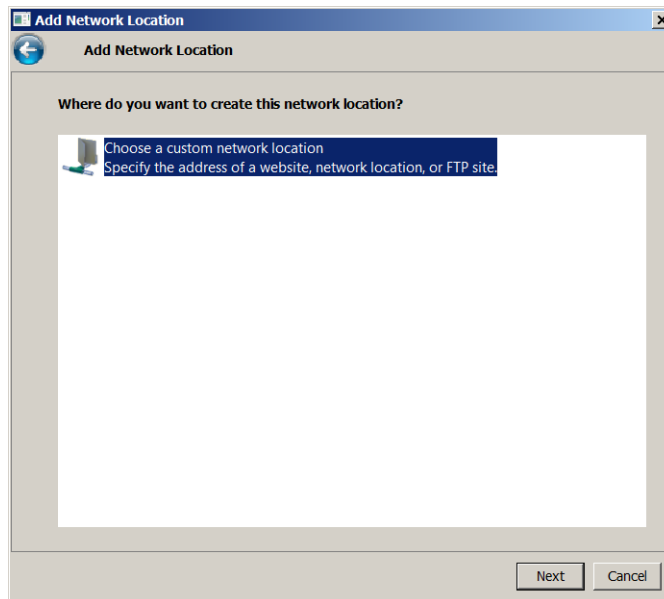 Add Network Location
Add Network Location
Where do you want to create this network location?
Choose a custom network location
Specify the address of a website, network location, or FTP site.
Next
Cancel